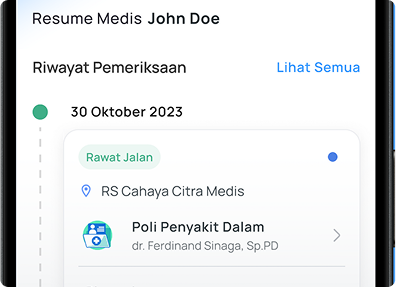 Resume Medis John Doe
Riwayat Pemeriksaan
Lihat Semua
30 Oktober 2023
Rawat Jalan
RS Cahaya Citra Medis
Poli Penyakit Dalam
dr. Ferdinand Sinaga, Sp.PD